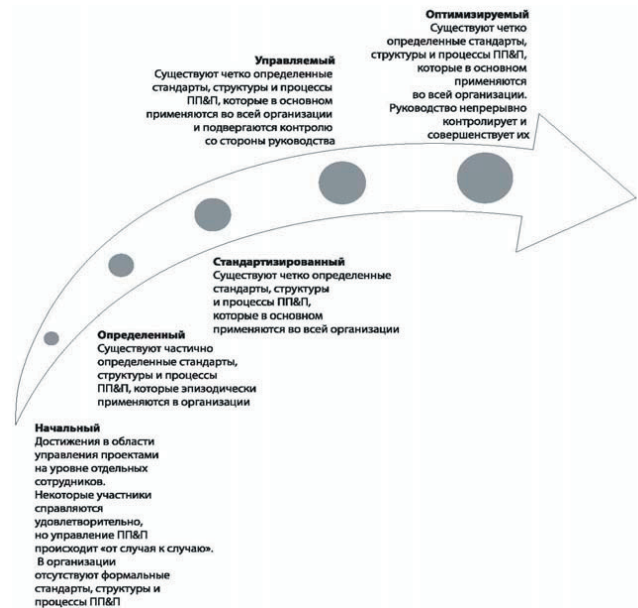 Оптимизируемый
Существуют четко
определенные стандарты,
структуры и процессы ПП&П,
которые в основном
применяются
во всей организации.
Руководство непрерывно
контролирует и
совершенствует их
Управляемый
Существуют четко определенные
стандарты, структуры и процессы
ПП&П, которые в основном
применяются во всей организации
и подвергаются контролю
со стороны руководства
Стандартизированный
Существуют четко определенные
стандарты, структуры
и процессы ПП&П,
которые в основном
применяются во всей организации
Определенный
Существуют частично
определенные стандарты,
структуры и процессы
ПП&П, которые эпизодически
применяются в организации
Начальный
Достижения в области
управления проектами
на уровне отдельных
сотрудников.
Некоторые участники
справляются
удовлетворительно,
но управление ПП&П
происходит «от случая к случаю».
В организации
отсутствуют формальные
стандарты, структуры и
процессы ПП&П